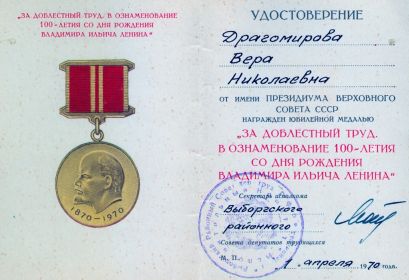 "ЗА ДОБЛЕСТНЫЙ ТРУД.
В ОЗНАМЕНОВАНИЕ
100-ЛЕТИЯ СО ДНЯ РОЖДЕНИЯ
ВЛАДИМИРА ИЛЬИЧА ЛЕНИНА"
1870-1970
УДОСТОВЕРЕНИЕ
Драгомирова
Вера
Николаевна
ОТ ИМЕНИ ПРЕЗИДИУМА ВЕРХОВНОГО
СОВЕТА СССР
НАГРАЖДЕН ЮБИЛЕЙНОЙ МЕДАЛЬЮ
"ЗА ДОБЛЕСТНЫЙ ТРУД.
В ОЗНАМЕНОВАНИЕ 100-ЛЕТИЯ
СО ДНЯ РОЖДЕНИЯ
ВЛАДИМИРА ИЛЬИЧА ЛЕНИНА"
Секретарь исполкома
Выборгского
районного
Совета депутатов трудящихся
М. П.
1 апреля 1970 года.